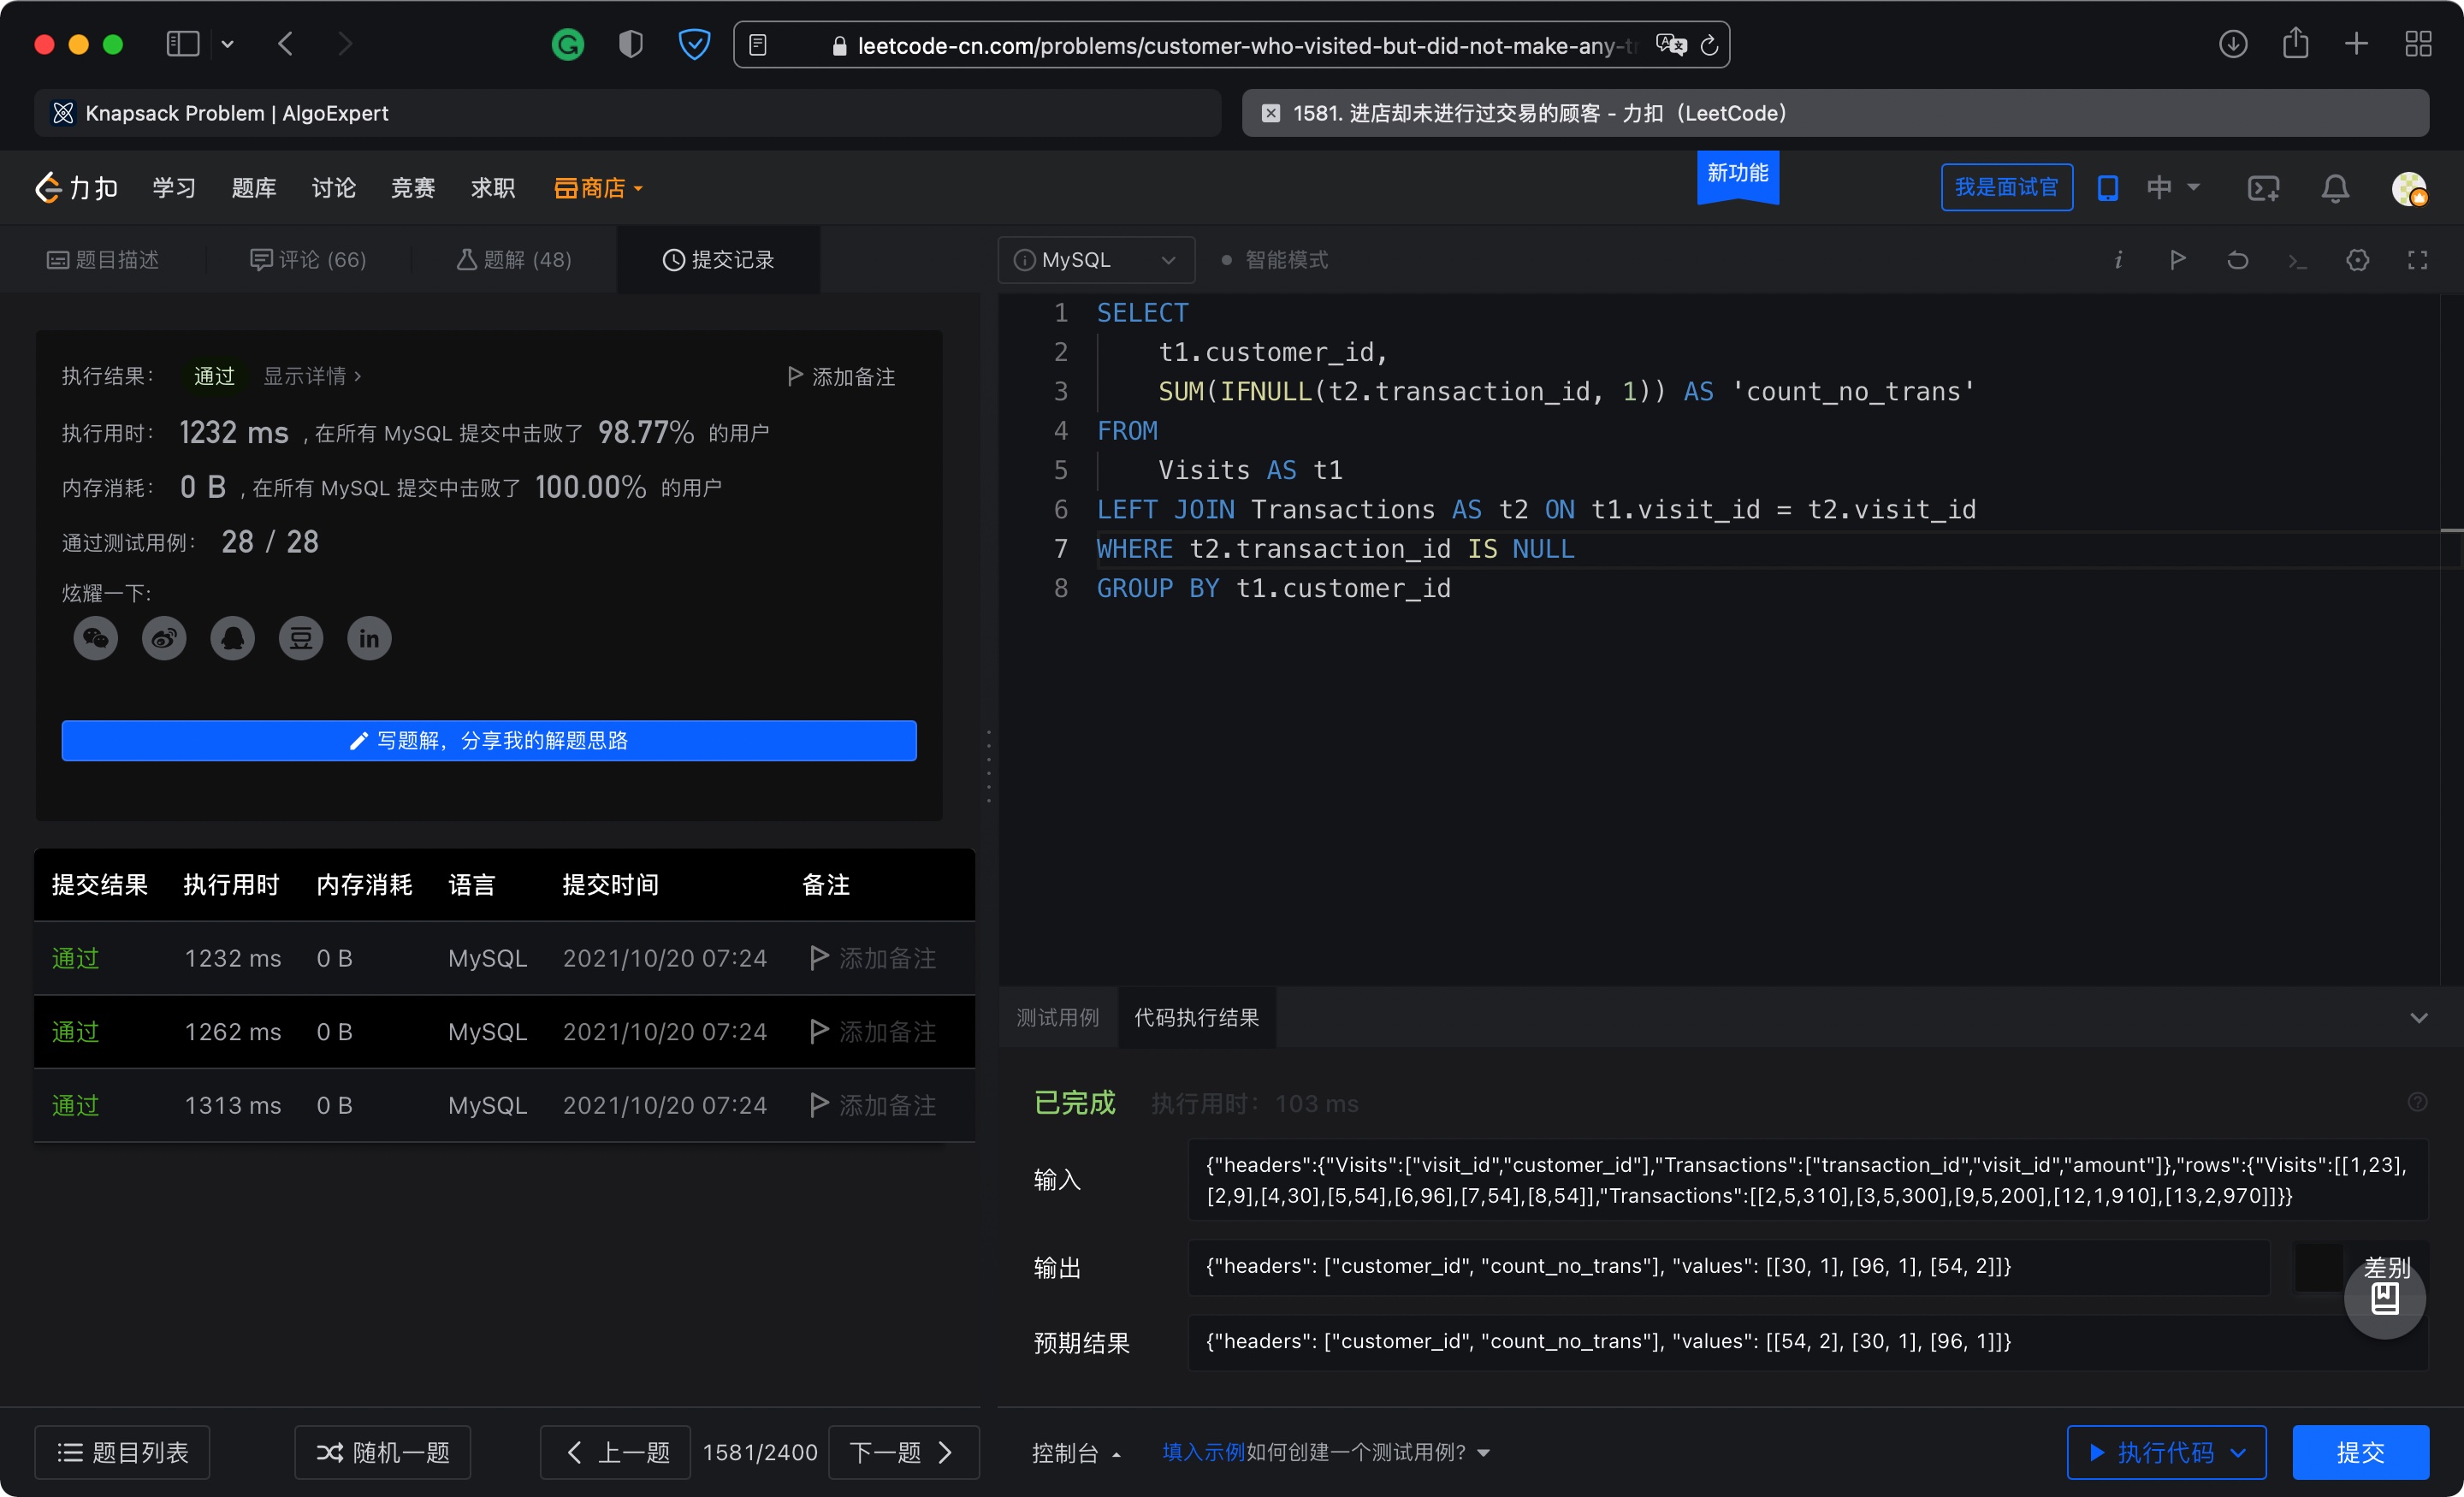 leetcode-cn.com/problems/customer-who-visited-but-did-not-make-any-t
Knapsack Problem | AlgoExpert
1581. 进店却未进行过交易的顾客 - 力扣（LeetCode）
力扣 学习 题库 讨论 竞赛 求职 商店 新功能 我是面试官 中
题目描述 评论 (66) 题解 (48) 提交记录
MySQL 智能模式
执行结果： 通过 显示详情 › 添加备注
执行用时： 1232 ms , 在所有 MySQL 提交中击败了 98.77% 的用户
内存消耗： 0 B , 在所有 MySQL 提交中击败了 100.00% 的用户
通过测试用例： 28 / 28
炫耀一下:
豆 in
写题解，分享我的解题思路
提交结果 执行用时 内存消耗 语言 提交时间 备注
通过 1232 ms 0 B MySQL 2021/10/20 07:24 添加备注
通过 1262 ms 0 B MySQL 2021/10/20 07:24 添加备注
通过 1313 ms 0 B MySQL 2021/10/20 07:24 添加备注
1 SELECT
2 t1.customer_id,
3 SUM(IFNULL(t2.transaction_id, 1)) AS 'count_no_trans'
4 FROM
5 Visits AS t1
6 LEFT JOIN Transactions AS t2 ON t1.visit_id = t2.visit_id
7 WHERE t2.transaction_id IS NULL
8 GROUP BY t1.customer_id
测试用例 代码执行结果
已完成 执行用时： 103 ms
输入
{"headers":{"Visits":["visit_id","customer_id"],"Transactions":["transaction_id","visit_id","amount"]},"rows":{"Visits":[[1,23],
[2,9],[4,30],[5,54],[6,96],[7,54],[8,54]],"Transactions":[[2,5,310],[3,5,300],[9,5,200],[12,1,910],[13,2,970]]}}
输出 {"headers": ["customer_id", "count_no_trans"], "values": [[30, 1], [96, 1], [54, 2]]} 差别
预期结果 {"headers": ["customer_id", "count_no_trans"], "values": [[54, 2], [30, 1], [96, 1]]}
题目列表 随机一题 上一题 1581/2400 下一题
控制台 填入示例 如何创建一个测试用例? 执行代码 提交